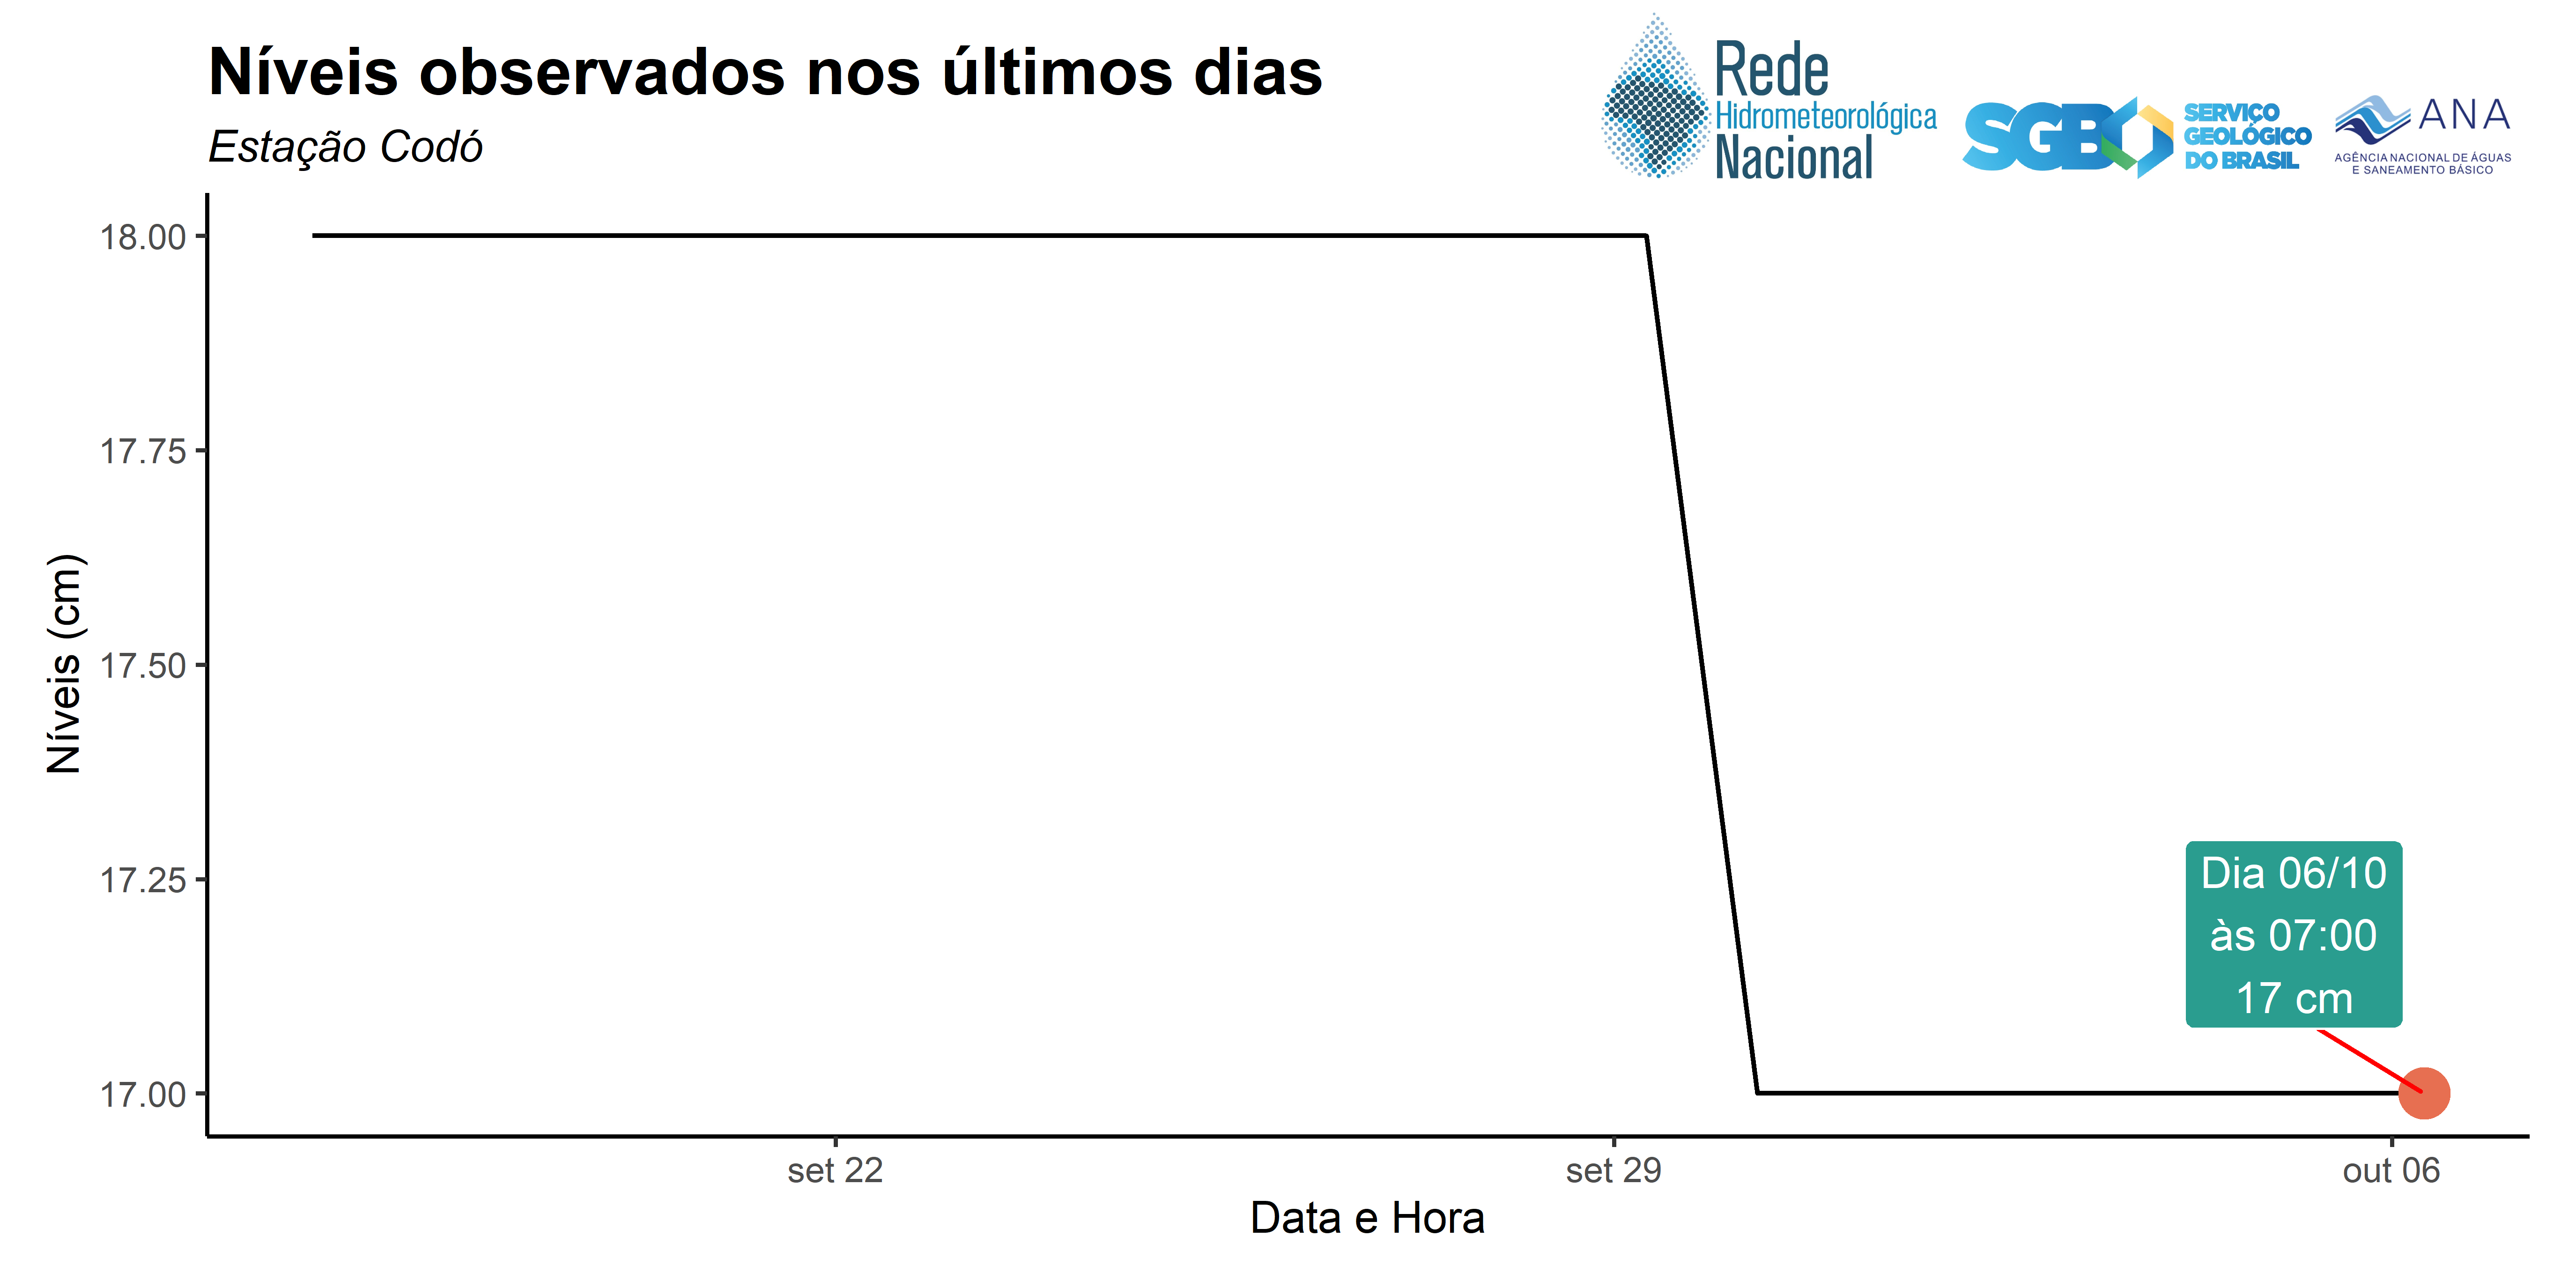 Níveis observados nos últimos dias
Estação Codó
Rede
Hidrometeorológica
Nacional
SGB
SERVIÇO
GEOLÓGICO
DO BRASIL
ANA
AGÊNCIA NACIONAL DE ÁGUAS
E SANEAMENTO BÁSICO
Níveis (cm)
18.00
17.75
17.50
17.25
17.00
Dia 06/10
às 07:00
17 cm
set 22
set 29
out 06
Data e Hora